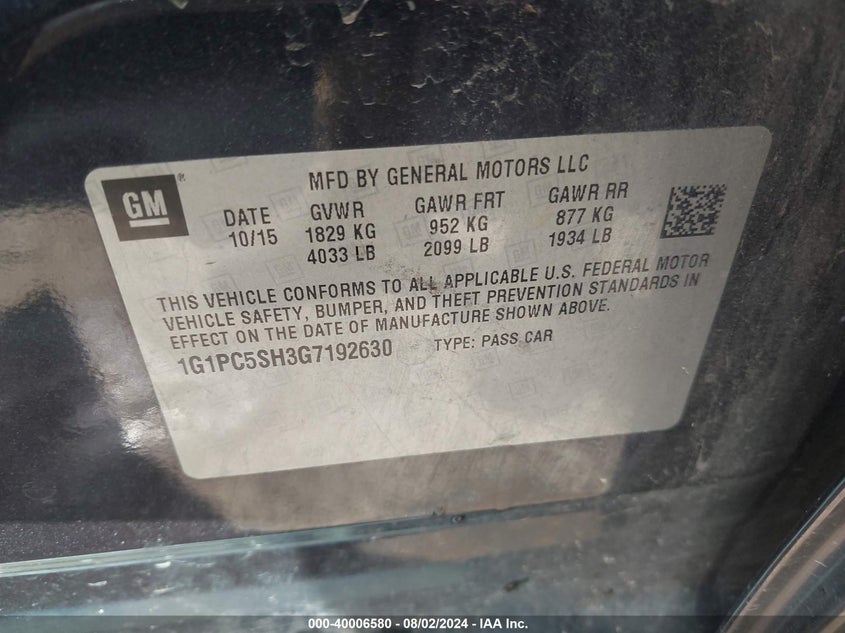 GM
MFD BY GENERAL MOTORS LLC
DATE GVWR GAWR FRT GAWR RR
10/15 1829 KG 952 KG 877 KG
4033 LB 2099 LB 1934 LB
THIS VEHICLE CONFORMS TO ALL APPLICABLE U.S. FEDERAL MOTOR
VEHICLE SAFETY, BUMPER, AND THEFT PREVENTION STANDARDS IN
EFFECT ON THE DATE OF MANUFACTURE SHOWN ABOVE.
1G1PC5SH3G7192630 TYPE: PASS CAR
000-40006580 — 08/02/2024 — IAA Inc.